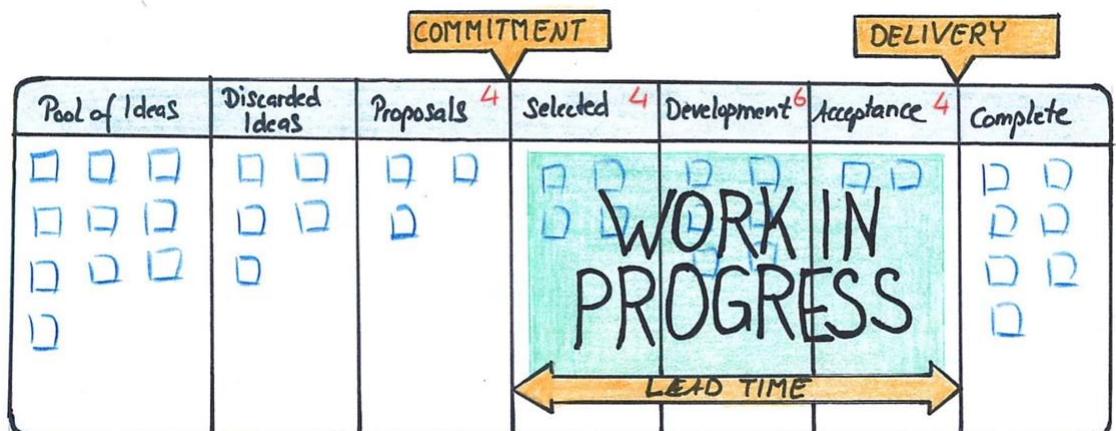 COMMITMENT
DELIVERY
Pool of Ideas
Discarded
Ideas
Proposals 4
Selected 4
Development 6
Acceptance 4
Complete
WORK IN
PROGRESS
LEAD TIME